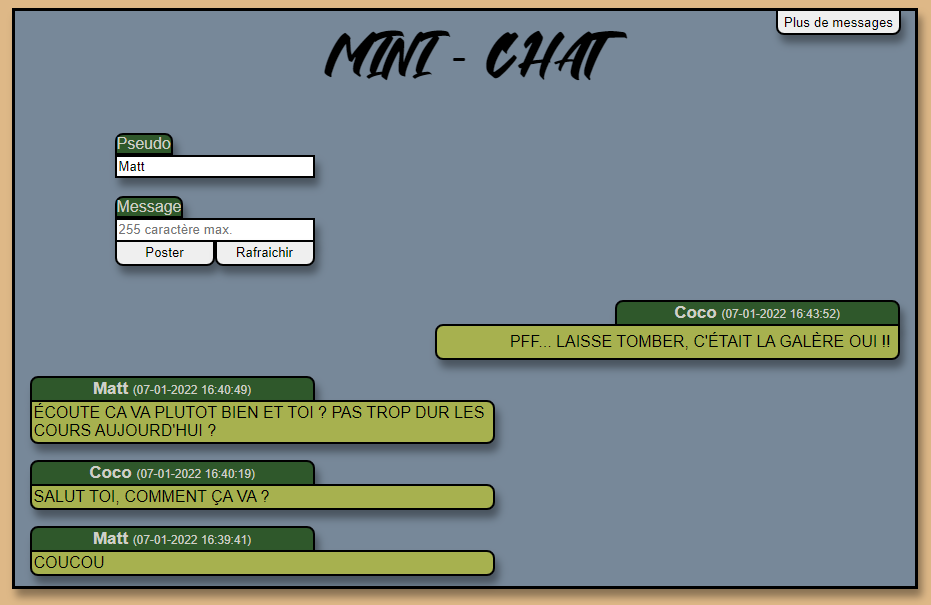 Plus de messages
MINI - CHAT
Pseudo
Matt
Message
255 caractère max.
Poster Rafraichir
Coco (07-01-2022 16:43:52)
PFF... LAISSE TOMBER, C'ÉTAIT LA GALÈRE OUI !!
Matt (07-01-2022 16:40:49)
ÉCOUTE CA VA PLUTOT BIEN ET TOI ? PAS TROP DUR LES
COURS AUJOURD'HUI ?
Coco (07-01-2022 16:40:19)
SALUT TOI, COMMENT ÇA VA ?
Matt (07-01-2022 16:39:41)
COUCOU